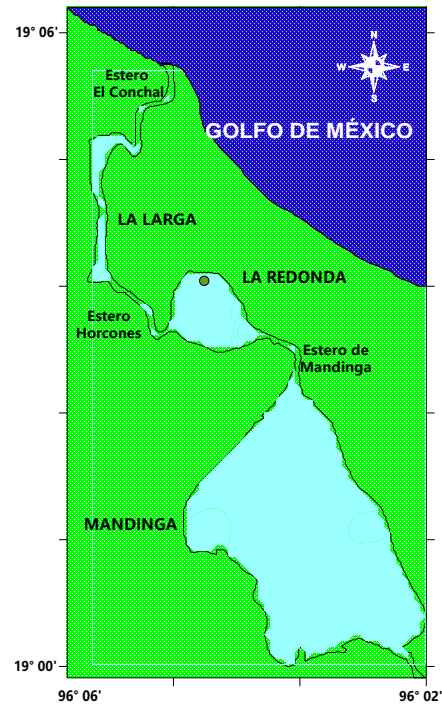 19° 06'
N
W
E
S
Estero
El Conchal
GOLFO DE MÉXICO
LA LARGA
LA REDONDA
Estero
Horcones
Estero de
Mandinga
MANDINGA
19° 00'
96° 06'
96° 02'